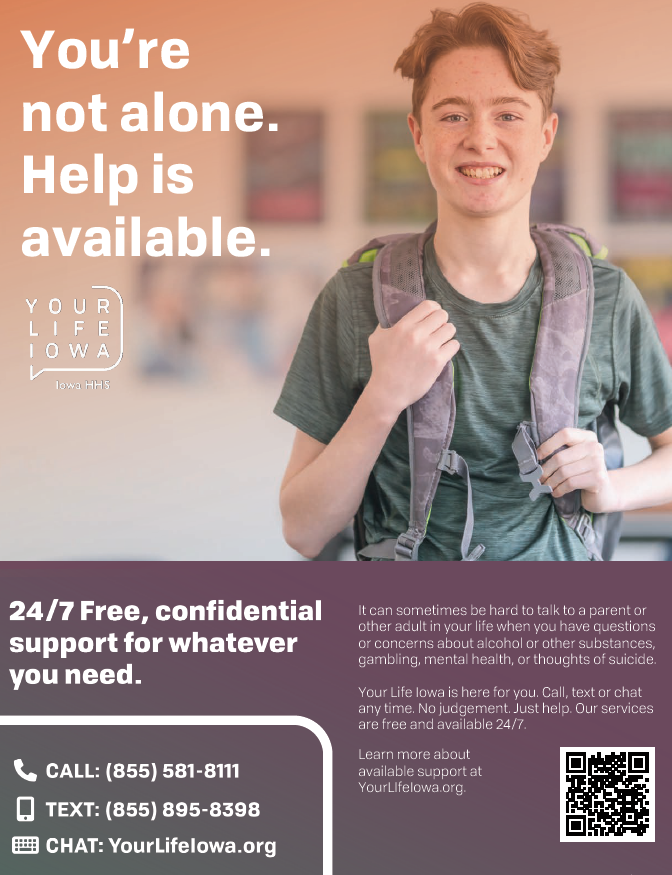 You're
not alone.
Help is
available.
YOUR
LIFE
IOWA
Iowa HHS
24/7 Free, confidential
support for whatever
you need.
CALL: (855) 581-8111
TEXT: (855) 895-8398
CHAT: YourLifeIowa.org
It can sometimes be hard to talk to a parent or
other adult in your life when you have questions
or concerns about alcohol or other substances,
gambling, mental health, or thoughts of suicide.
Your Life Iowa is here for you. Call, text or chat
any time. No judgement. Just help. Our services
are free and available 24/7.
Learn more about
available support at
YourLIfeIowa.org.